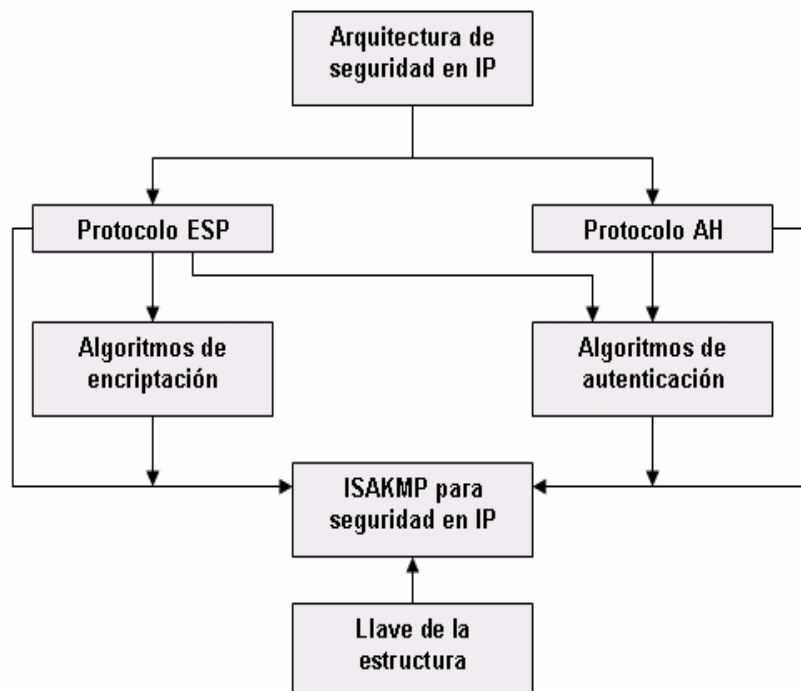 Arquitectura de
seguridad en IP
Protocolo ESP
Protocolo AH
Algoritmos de
encriptación
Algoritmos de
autenticación
ISAKMP para
seguridad en IP
Llave de la
estructura